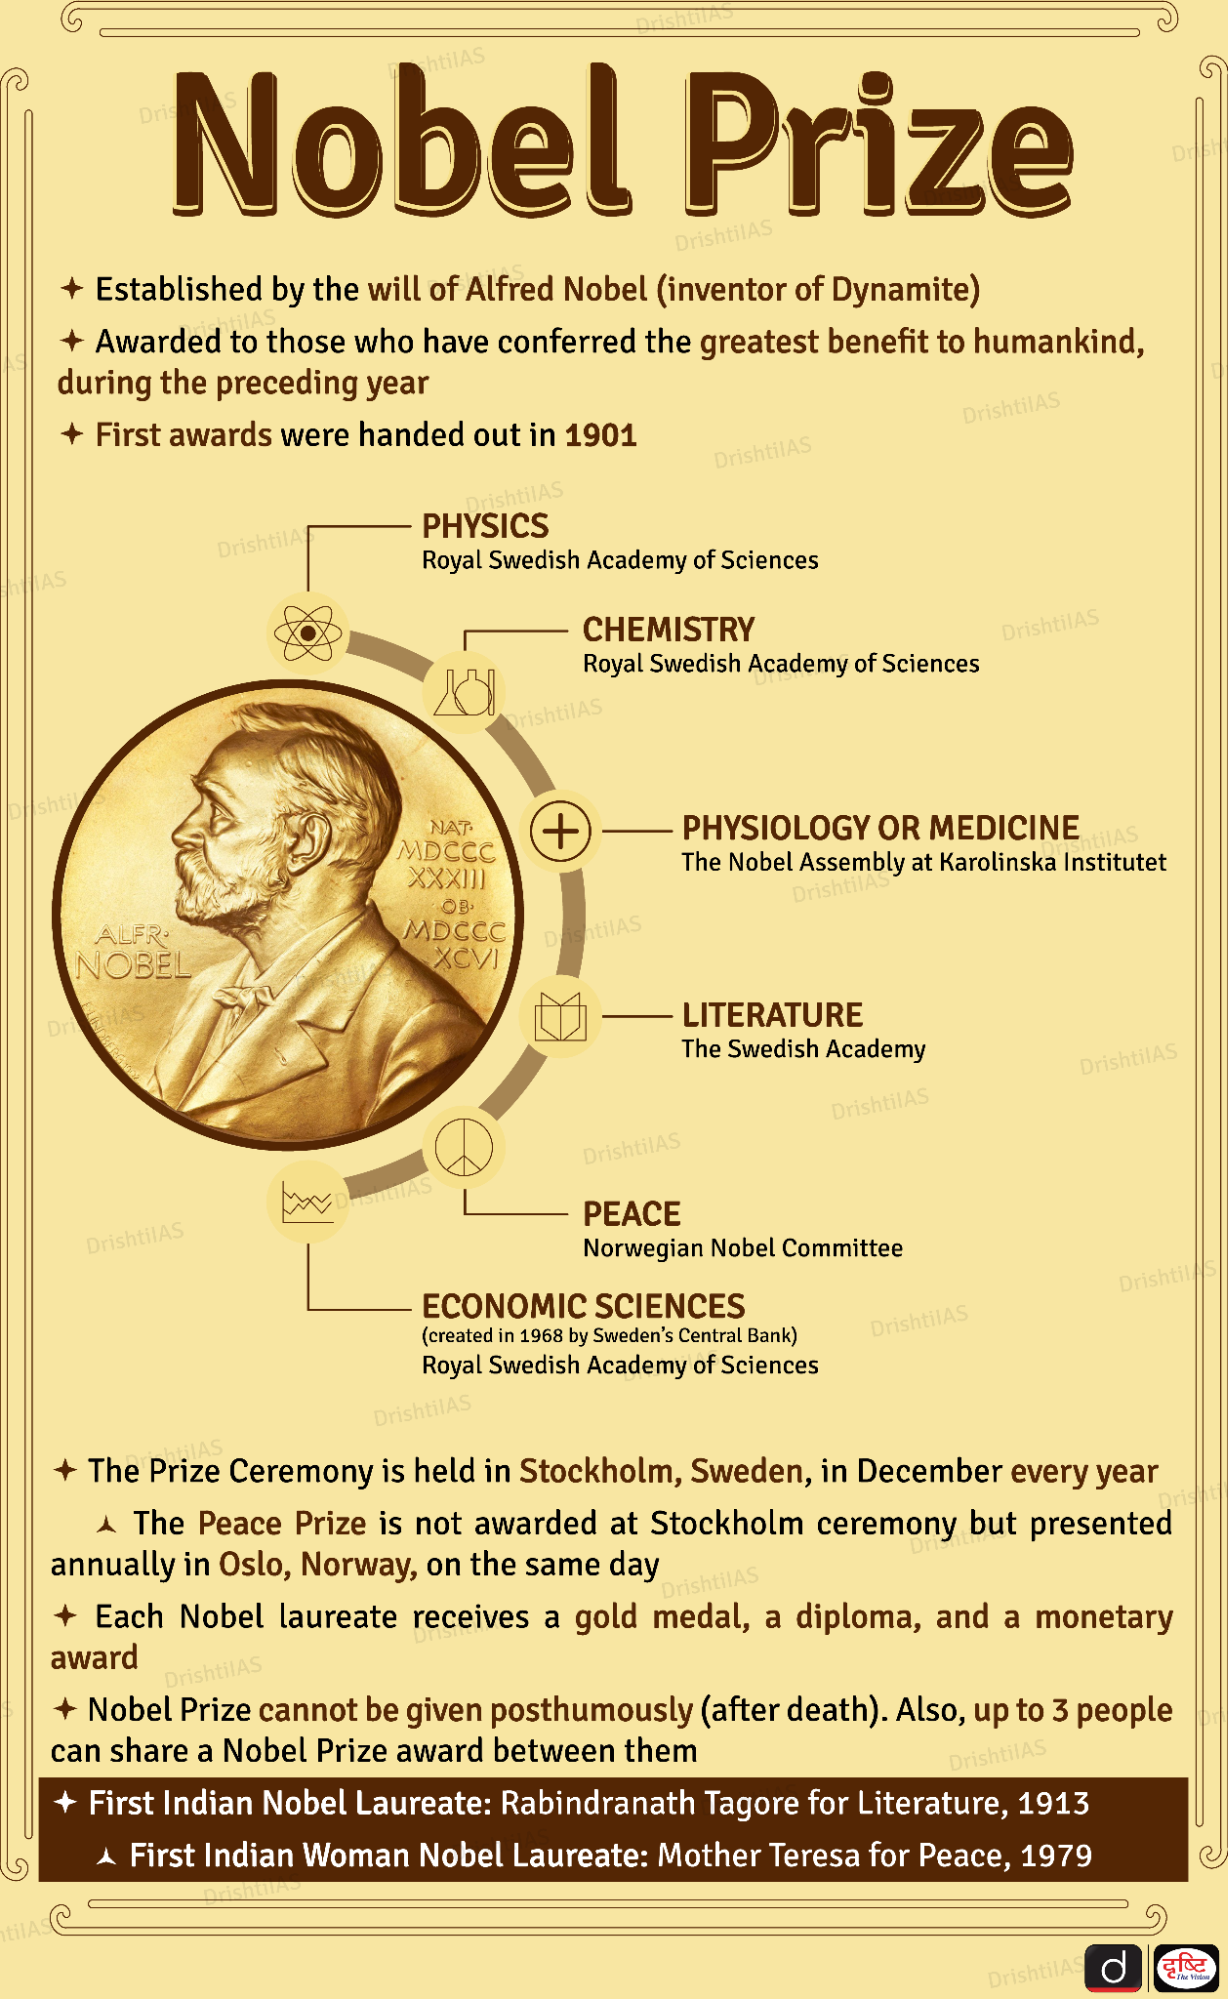 Nobel Prize
Established by the will of Alfred Nobel (inventor of Dynamite)
Awarded to those who have conferred the greatest benefit to humankind,
during the preceding year
First awards were handed out in 1901
PHYSICS
Royal Swedish Academy of Sciences
CHEMISTRY
Royal Swedish Academy of Sciences
PHYSIOLOGY OR MEDICINE
The Nobel Assembly at Karolinska Institutet
NAT·
MDCCC
XXXIII
OB·
MDCCC
XCVI
ALFR·
NOBEL
LITERATURE
The Swedish Academy
PEACE
Norwegian Nobel Committee
ECONOMIC SCIENCES
(created in 1968 by Sweden's Central Bank)
Royal Swedish Academy of Sciences
The Prize Ceremony is held in Stockholm, Sweden, in December every year
The Peace Prize is not awarded at Stockholm ceremony but presented
annually in Oslo, Norway, on the same day
Each Nobel laureate receives a gold medal, a diploma, and a monetary
award
Nobel Prize cannot be given posthumously (after death). Also, up to 3 people
can share a Nobel Prize award between them
First Indian Nobel Laureate: Rabindranath Tagore for Literature, 1913
First Indian Woman Nobel Laureate: Mother Teresa for Peace, 1979
DrishtiIAS
d
दृष्टि
The Vision